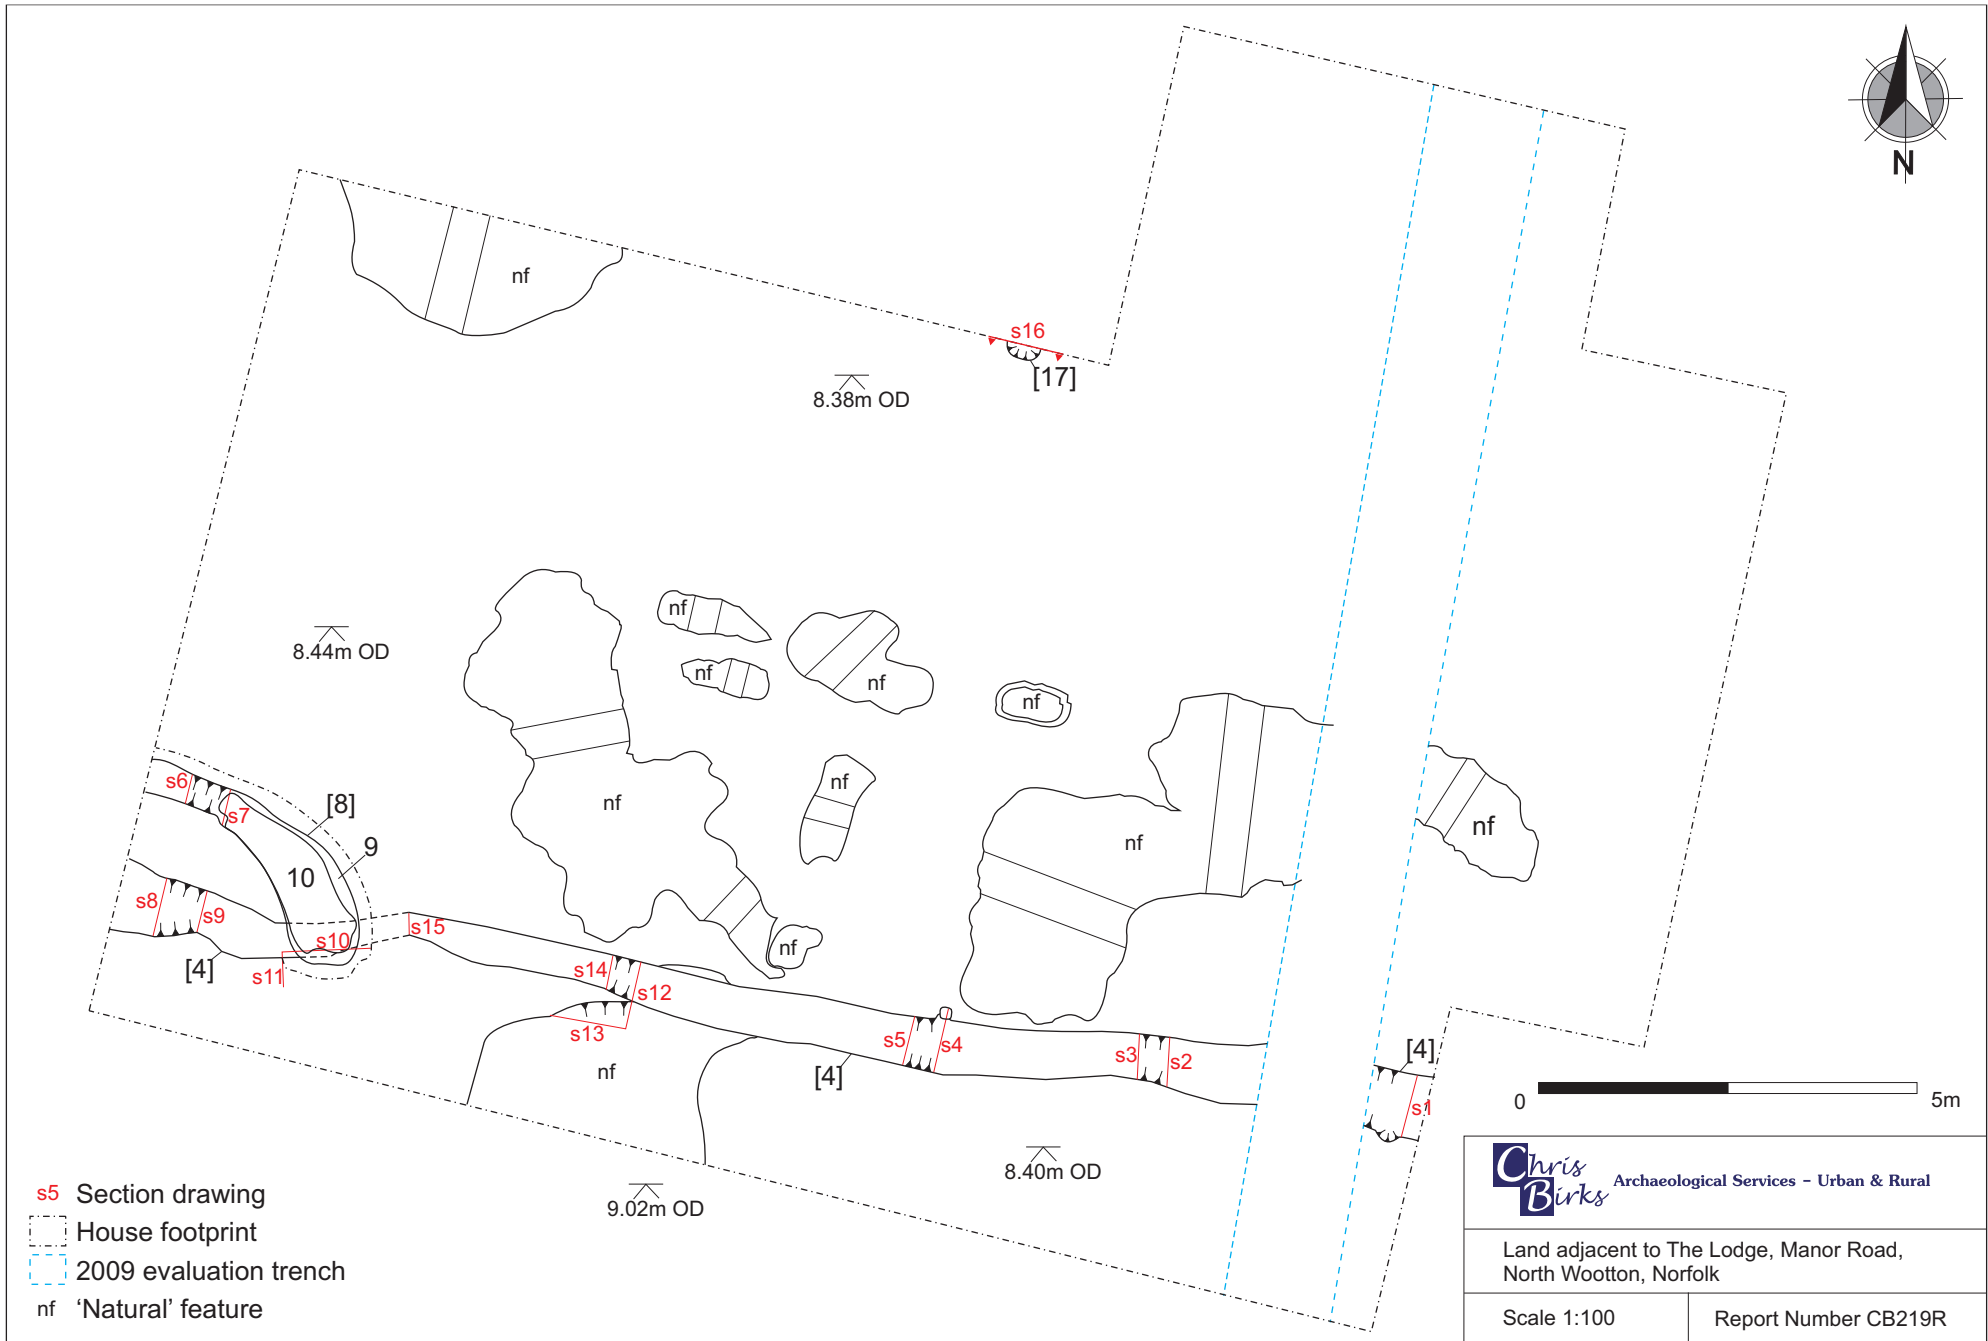 N
nf
s16
[17]
8.38m OD
nf
nf
nf
8.44m OD
nf
nf
s6
s7
[8]
9
10
nf
nf
nf
nf
s8
s9
s10
s11
[4]
s15
nf
s14
s12
s13
nf
s5
s4
[4]
s3
s2
[4]
s1
0
5m
8.40m OD
9.02m OD
s5 Section drawing
House footprint
2009 evaluation trench
nf 'Natural' feature
Chris
Birks
Archaeological Services - Urban & Rural
Land adjacent to The Lodge, Manor Road,
North Wootton, Norfolk
Scale 1:100
Report Number CB219R